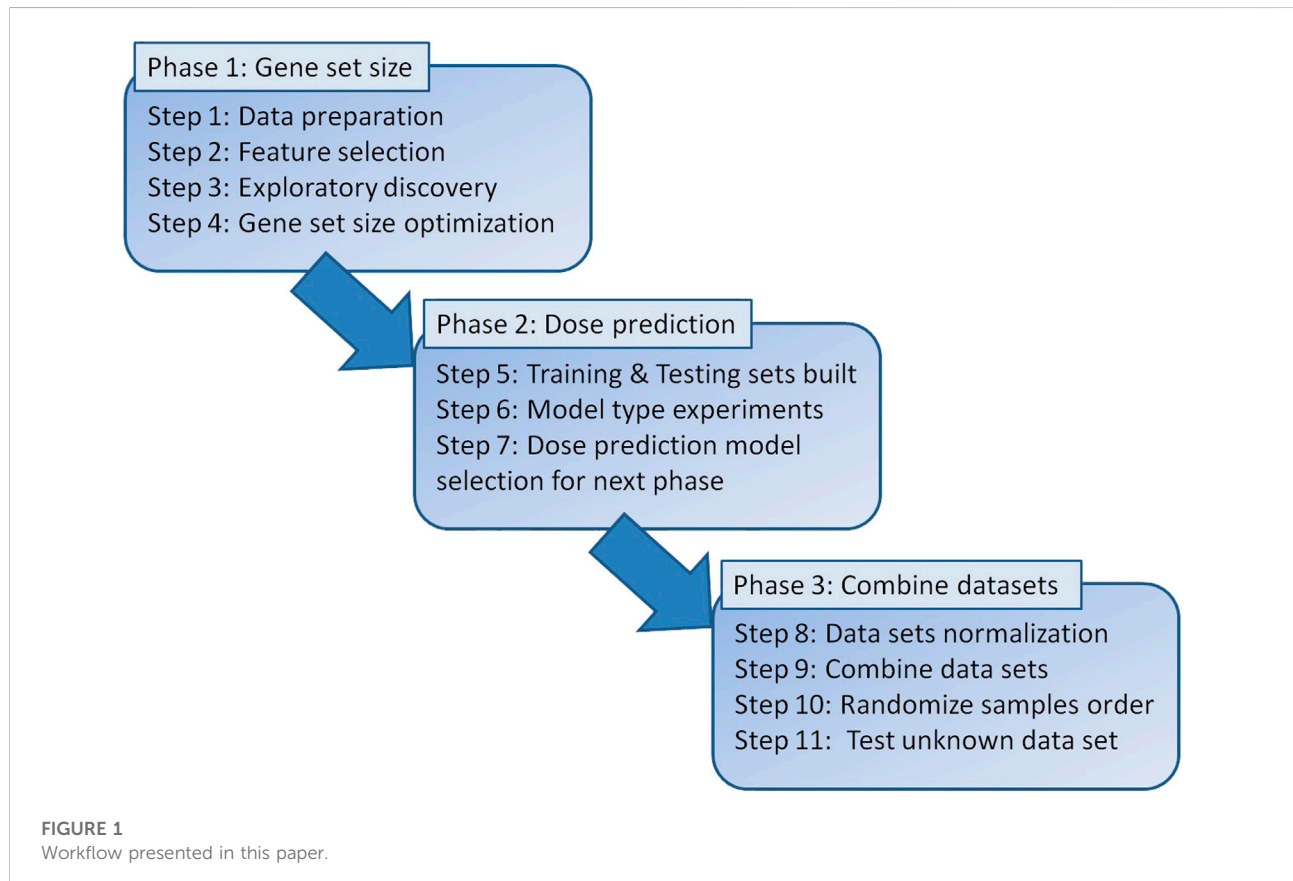 Phase 1: Gene set size
Step 1: Data preparation
Step 2: Feature selection
Step 3: Exploratory discovery
Step 4: Gene set size optimization
Phase 2: Dose prediction
Step 5: Training & Testing sets built
Step 6: Model type experiments
Step 7: Dose prediction model
selection for next phase
Phase 3: Combine datasets
Step 8: Data sets normalization
Step 9: Combine data sets
Step 10: Randomize samples order
Step 11: Test unknown data set
FIGURE 1
Workflow presented in this paper.